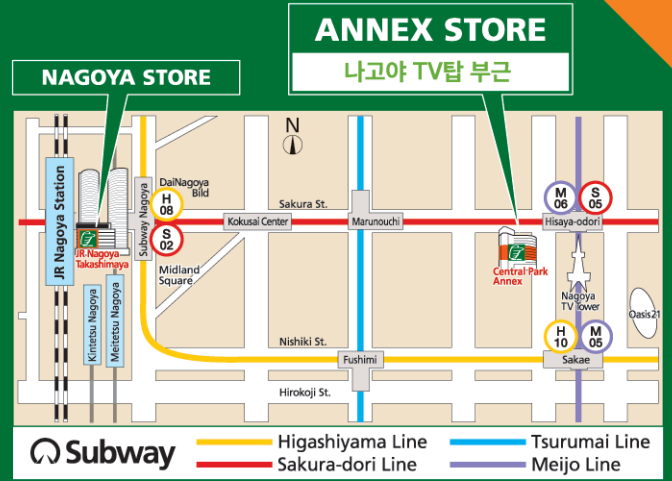 ANNEX STORE
나고야 TV탑 부근
NAGOYA STORE
N
JR Nagoya Station
JR Nagoya
Takashimaya
Kintetsu Nagoya
Meitetsu Nagoya
DaiNagoya
Bild
Subway Nagoya
H
08
S
02
Midland
Square
Sakura St.
Kokusai Center
Marunouchi
M
06
S
05
Hisaya-odori
Central Park
Annex
Nagoya
TV Tower
Oasis21
H
10
M
05
Sakae
Nishiki St.
Fushimi
Hirokoji St.
Subway
Higashiyama Line
Tsurumai Line
Sakura-dori Line
Meijo Line